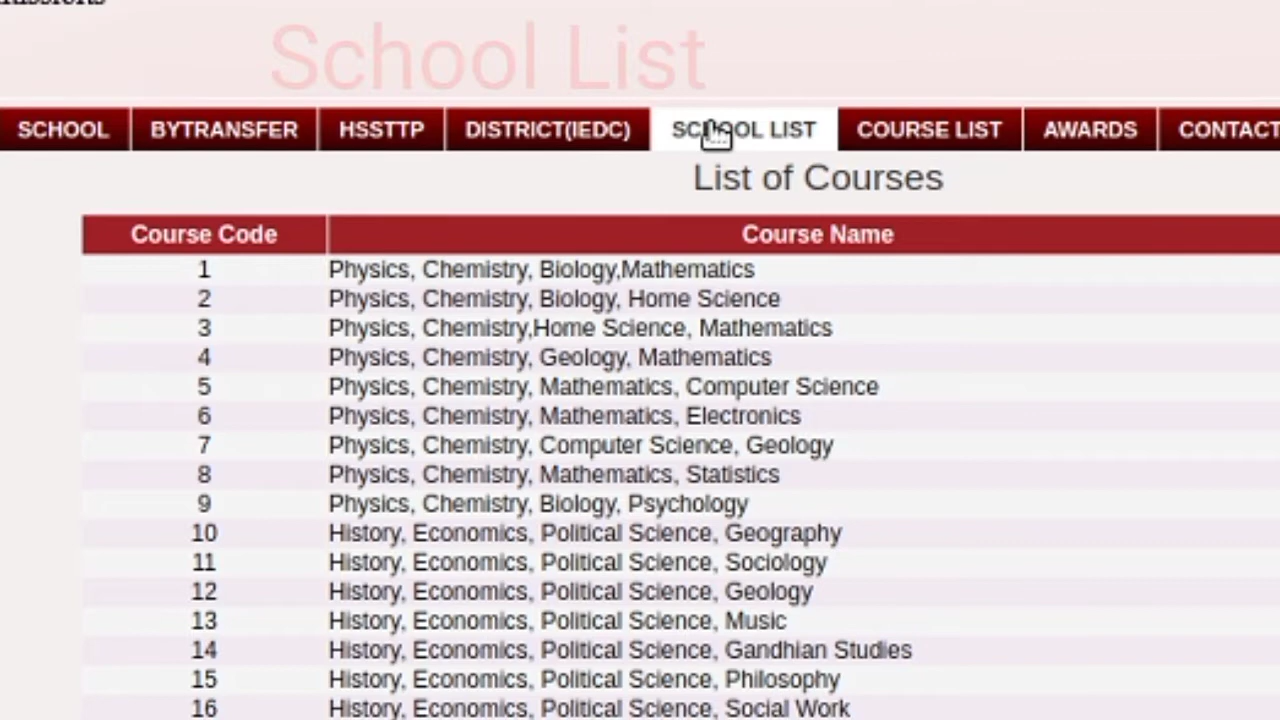 School List
SCHOOL BYTRANSFER HSSTTP DISTRICT(IEDC) SCHOOL LIST COURSE LIST AWARDS CONTACT
List of Courses
Course Code Course Name
1 Physics, Chemistry, Biology,Mathematics
2 Physics, Chemistry, Biology, Home Science
3 Physics, Chemistry,Home Science, Mathematics
4 Physics, Chemistry, Geology, Mathematics
5 Physics, Chemistry, Mathematics, Computer Science
6 Physics, Chemistry, Mathematics, Electronics
7 Physics, Chemistry, Computer Science, Geology
8 Physics, Chemistry, Mathematics, Statistics
9 Physics, Chemistry, Biology, Psychology
10 History, Economics, Political Science, Geography
11 History, Economics, Political Science, Sociology
12 History, Economics, Political Science, Geology
13 History, Economics, Political Science, Music
14 History, Economics, Political Science, Gandhian Studies
15 History, Economics, Political Science, Philosophy
16 History, Economics, Political Science, Social Work